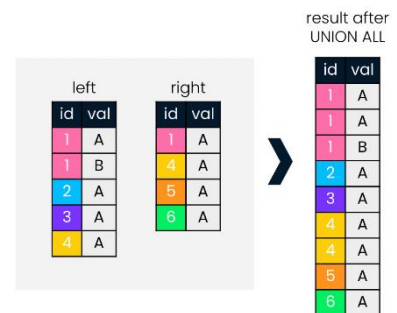 result after
UNION ALL
left
id val
1 A
1 B
2 A
3 A
4 A
right
id val
1 A
4 A
5 A
6 A
id val
1 A
1 A
1 B
2 A
3 A
4 A
4 A
5 A
6 A